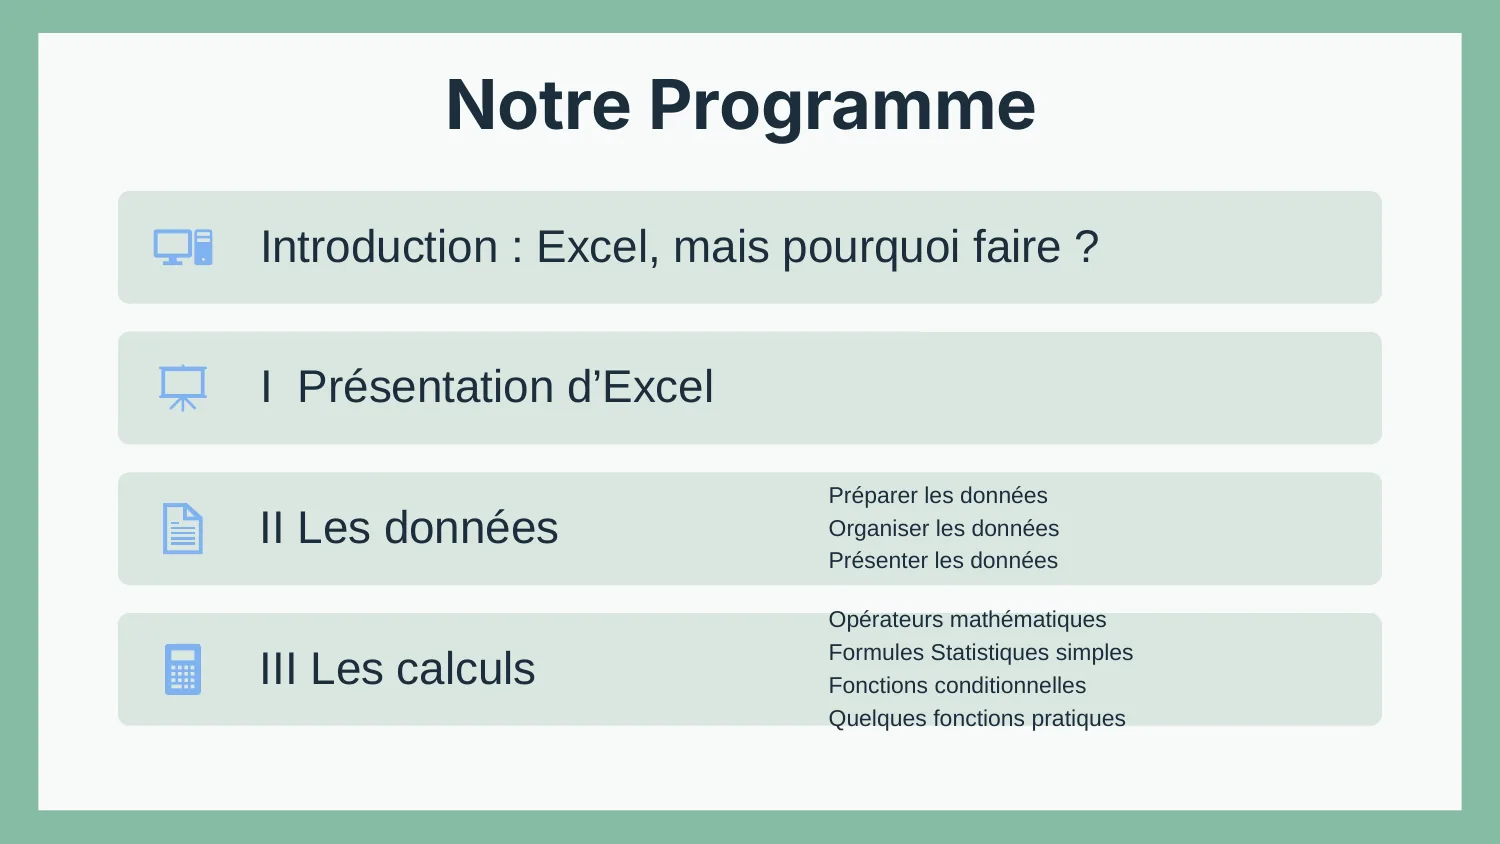 Notre Programme
Introduction : Excel, mais pourquoi faire ?
I  Présentation d’Excel
II Les données
Préparer les données
Organiser les données
Présenter les données
III Les calculs
Opérateurs mathématiques
Formules Statistiques simples
Fonctions conditionnelles
Quelques fonctions pratiques